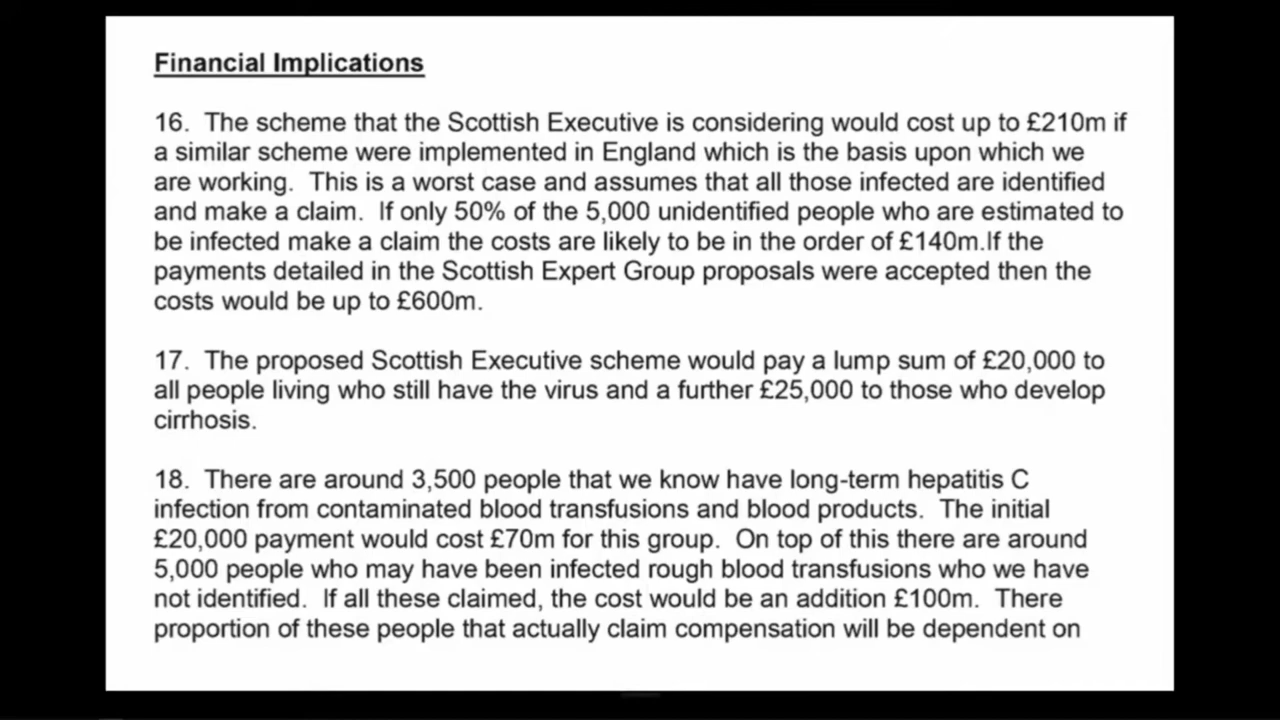 Financial Implications
16. The scheme that the Scottish Executive is considering would cost up to £210m if
a similar scheme were implemented in England which is the basis upon which we
are working. This is a worst case and assumes that all those infected are identified
and make a claim. If only 50% of the 5,000 unidentified people who are estimated to
be infected make a claim the costs are likely to be in the order of £140m.If the
payments detailed in the Scottish Expert Group proposals were accepted then the
costs would be up to £600m.
17. The proposed Scottish Executive scheme would pay a lump sum of £20,000 to
all people living who still have the virus and a further £25,000 to those who develop
cirrhosis.
18. There are around 3,500 people that we know have long-term hepatitis C
infection from contaminated blood transfusions and blood products. The initial
£20,000 payment would cost £70m for this group. On top of this there are around
5,000 people who may have been infected rough blood transfusions who we have
not identified. If all these claimed, the cost would be an addition £100m. There
proportion of these people that actually claim compensation will be dependent on